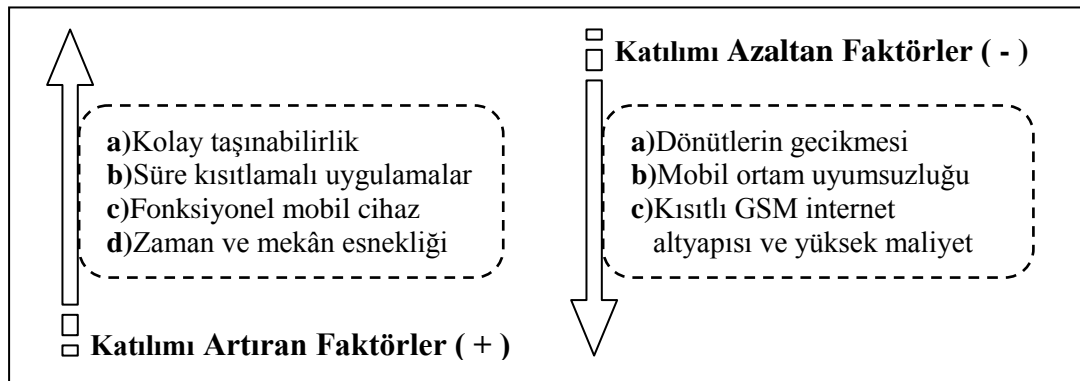 a)Kolay taşınabilirlik
b)Süre kısıtlamalı uygulamalar
c)Fonksiyonel mobil cihaz
d)Zaman ve mekân esnekliği
Katılımı Artıran Faktörler ( + )
Katılımı Azaltan Faktörler ( - )
a)Dönütlerin gecikmesi
b)Mobil ortam uyumsuzluğu
c)Kısıtlı GSM internet
altyapısı ve yüksek maliyet